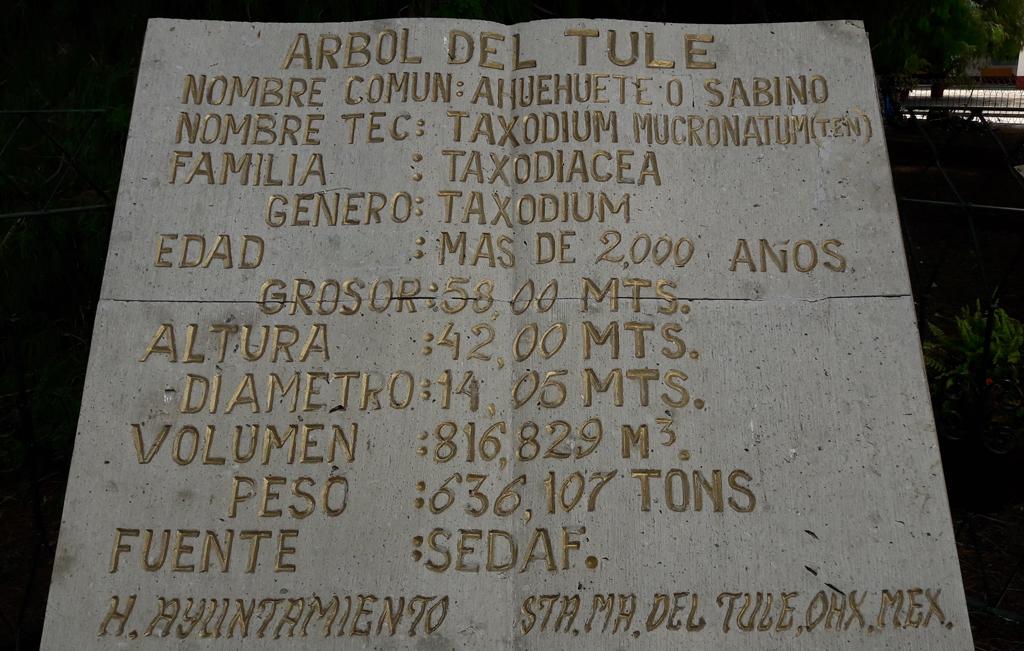 ARBOL DEL TULE
NOMBRE COMUN: AHUEHUETE O SABINO
NOMBRE TEC: TAXODIUM MUCRONATUM(TEN)
FAMILIA : TAXODIACEA
GENERO: TAXODIUM
EDAD : MAS DE 2,000 AÑOS
GROSOR:58,00 MTS.
ALTURA :42,00 MTS.
DIAMETRO:14,05 MTS.
VOLUMEN :816,829 M³.
PESO :636,107 TONS
FUENTE :SEDAF.
H. AYUNTAMIENTO STA. MA. DEL TULE, OAX. MEX.